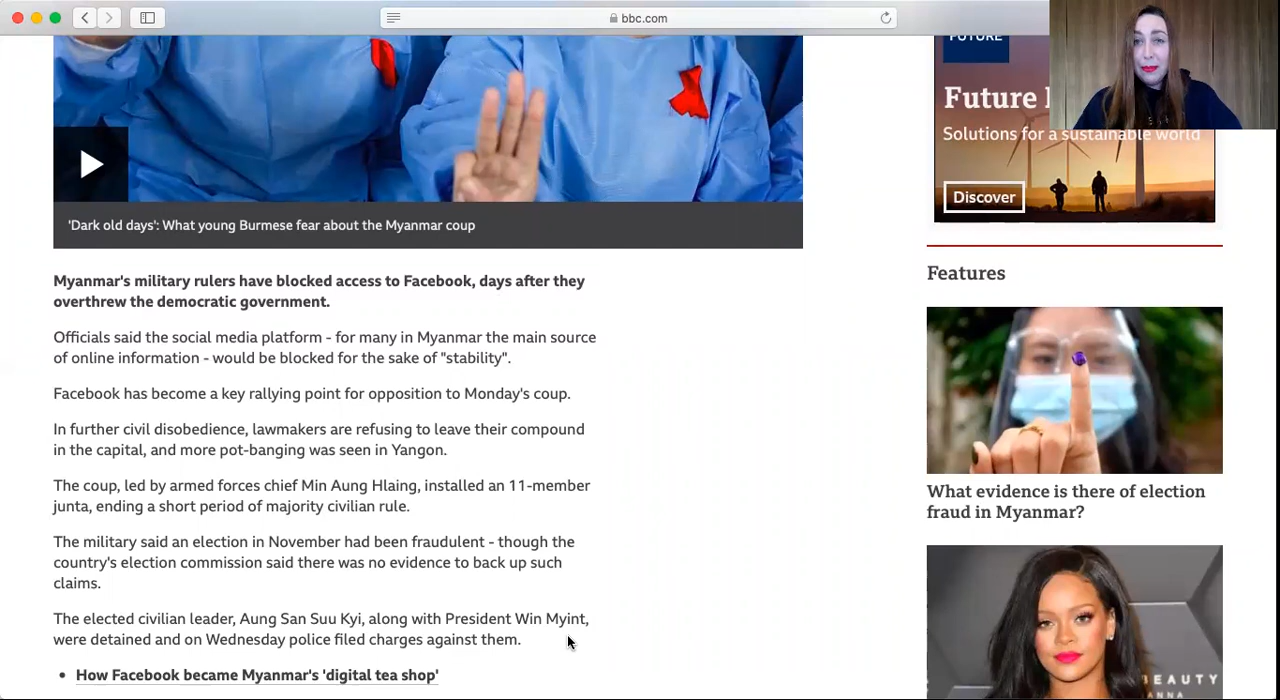 bbc.com
FUTURE
Future
Solutions for a sustainable world
Discover
'Dark old days': What young Burmese fear about the Myanmar coup
Myanmar's military rulers have blocked access to Facebook, days after they
overthrew the democratic government.
Officials said the social media platform - for many in Myanmar the main source
of online information - would be blocked for the sake of "stability".
Facebook has become a key rallying point for opposition to Monday's coup.
In further civil disobedience, lawmakers are refusing to leave their compound
in the capital, and more pot-banging was seen in Yangon.
The coup, led by armed forces chief Min Aung Hlaing, installed an 11-member
junta, ending a short period of majority civilian rule.
The military said an election in November had been fraudulent - though the
country's election commission said there was no evidence to back up such
claims.
The elected civilian leader, Aung San Suu Kyi, along with President Win Myint,
were detained and on Wednesday police filed charges against them.
• How Facebook became Myanmar's 'digital tea shop'
Features
What evidence is there of election
fraud in Myanmar?
BEAUTY
ANNA